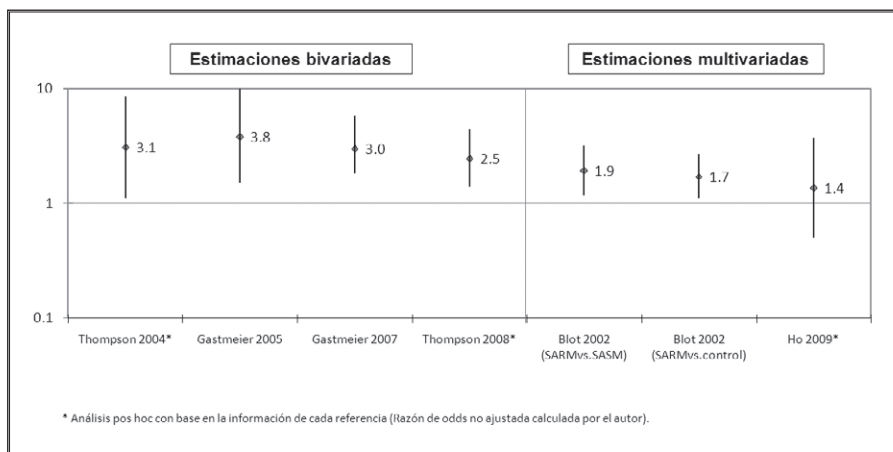 Estimaciones bivariadas
Estimaciones multivariadas
10
1
0.1
3.1
3.8
3.0
2.5
1.9
1.7
1.4
Thompson 2004*
Gastmeier 2005
Gastmeier 2007
Thompson 2008*
Blot 2002
(SARMvs.SASM)
Blot 2002
(SARMvs.control)
Ho 2009*
* Análisis pos hoc con base en la información de cada referencia (Razón de odds no ajustada calculada por el autor).